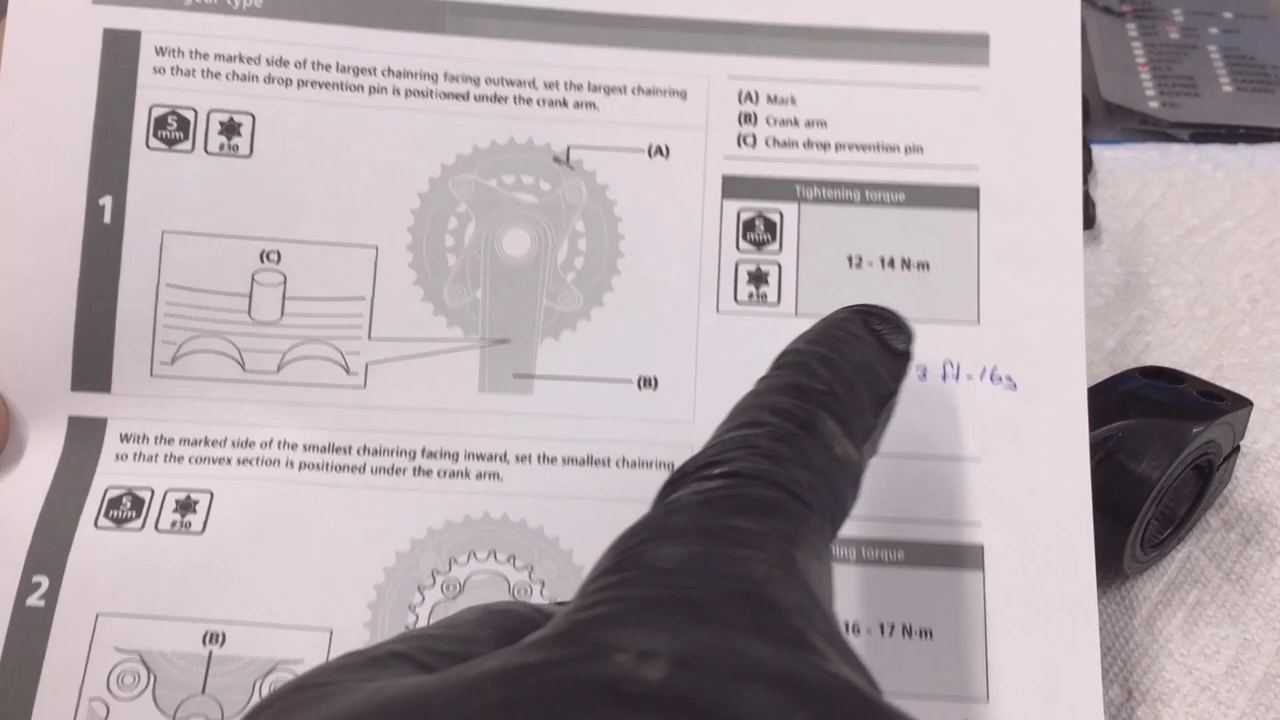 gear type
With the marked side of the largest chainring facing outward, set the largest chainring
so that the chain drop prevention pin is positioned under the crank arm.
5
mm
#30
1
(A)
(C)
(B)
(A) Mark
(B) Crank arm
(C) Chain drop prevention pin
Tightening torque
5
mm
12 - 14 N·m
#30
With the marked side of the smallest chainring facing inward, set the smallest chainring
so that the convex section is positioned under the crank arm.
5
mm
#30
2
(B)
ing torque
16 - 17 N·m